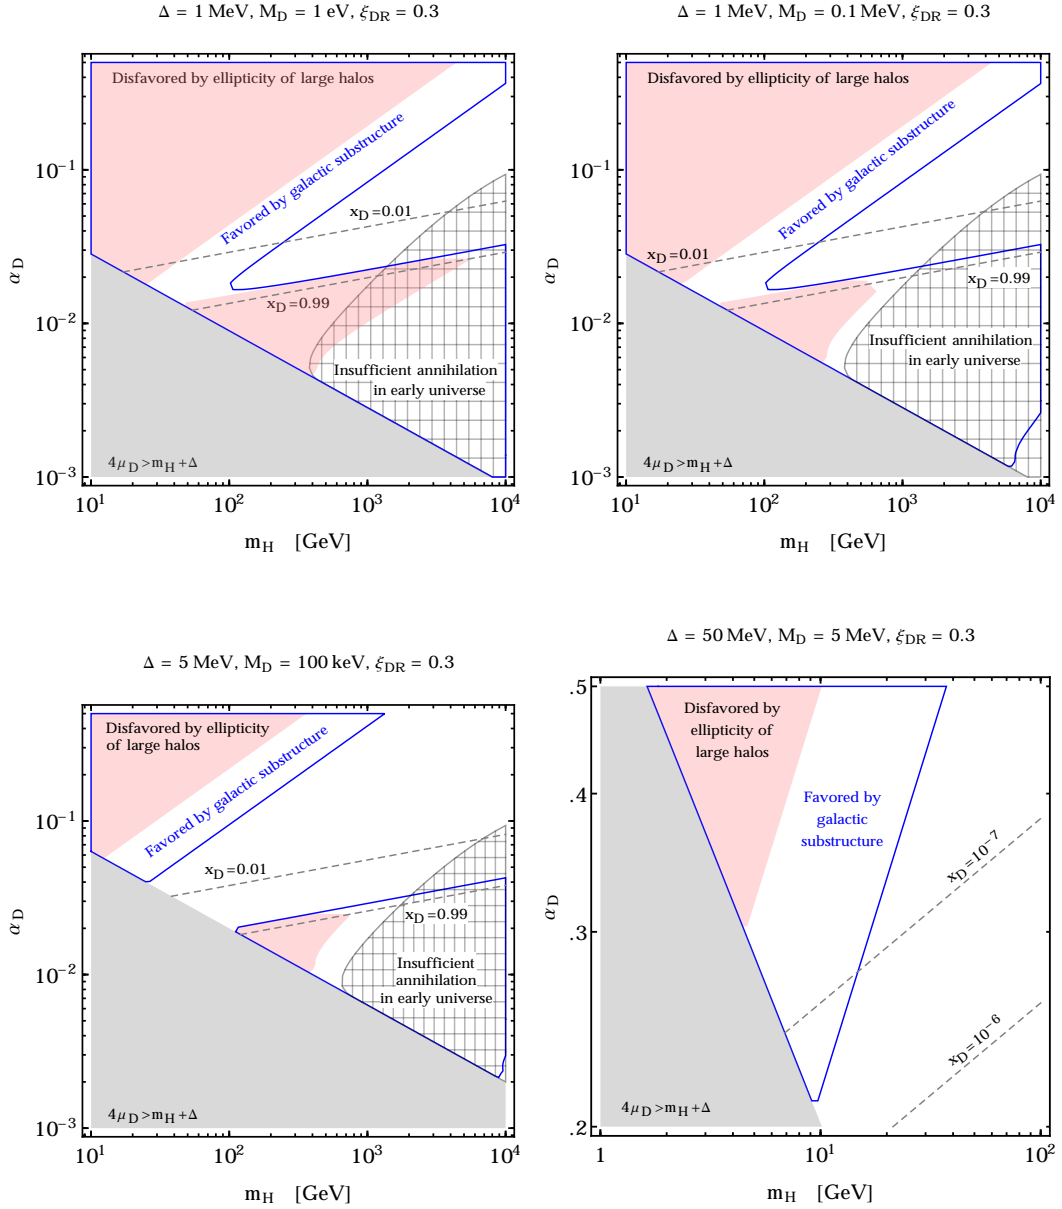 Δ = 1 MeV, M_D = 1 eV, ξ_DR = 0.3
Disfavored by ellipticity of large halos
Favored by galactic substructure
x_D=0.01
x_D=0.99
Insufficient annihilation
in early universe
4μ_D>m_H+Δ
10^-1
10^-2
10^-3
α_D
10^1
10^2
10^3
10^4
m_H [GeV]
Δ = 1 MeV, M_D = 0.1 MeV, ξ_DR = 0.3
Disfavored by ellipticity of large halos
Favored by galactic substructure
x_D=0.01
x_D=0.99
Insufficient annihilation
in early universe
4μ_D>m_H+Δ
10^-1
10^-2
10^-3
α_D
10^1
10^2
10^3
10^4
m_H [GeV]
Δ = 5 MeV, M_D = 100 keV, ξ_DR = 0.3
Disfavored by ellipticity
of large halos
Favored by galactic substructure
x_D=0.01
x_D=0.99
Insufficient
annihilation
in early universe
4μ_D>m_H+Δ
10^-1
10^-2
10^-3
α_D
10^1
10^2
10^3
10^4
m_H [GeV]
Δ = 50 MeV, M_D = 5 MeV, ξ_DR = 0.3
Disfavored by
ellipticity of
large halos
Favored by
galactic
substructure
x_D=10^-7
x_D=10^-6
4μ_D>m_H+Δ
.5
.4
.3
.2
α_D
1
10^1
10^2
m_H [GeV]